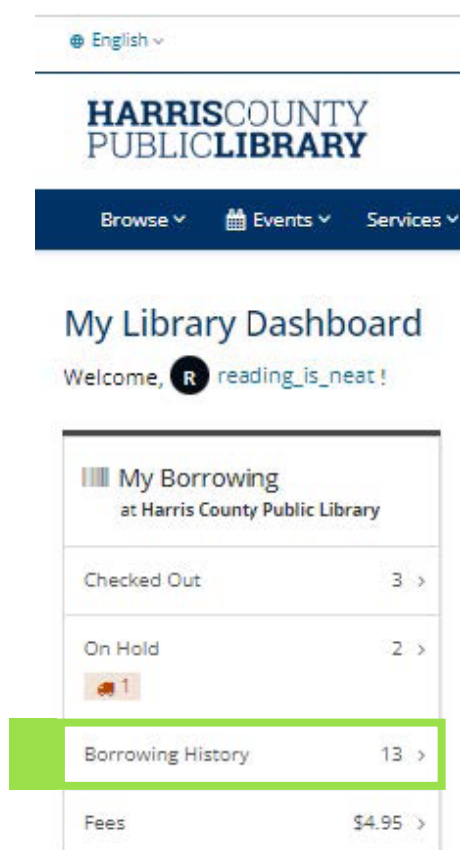 English
HARRISCOUNTY
PUBLICLIBRARY
Browse Events Services
My Library Dashboard
Welcome, R reading_is_neat !
My Borrowing
at Harris County Public Library
Checked Out 3
On Hold 2
1
Borrowing History 13
Fees $4.95